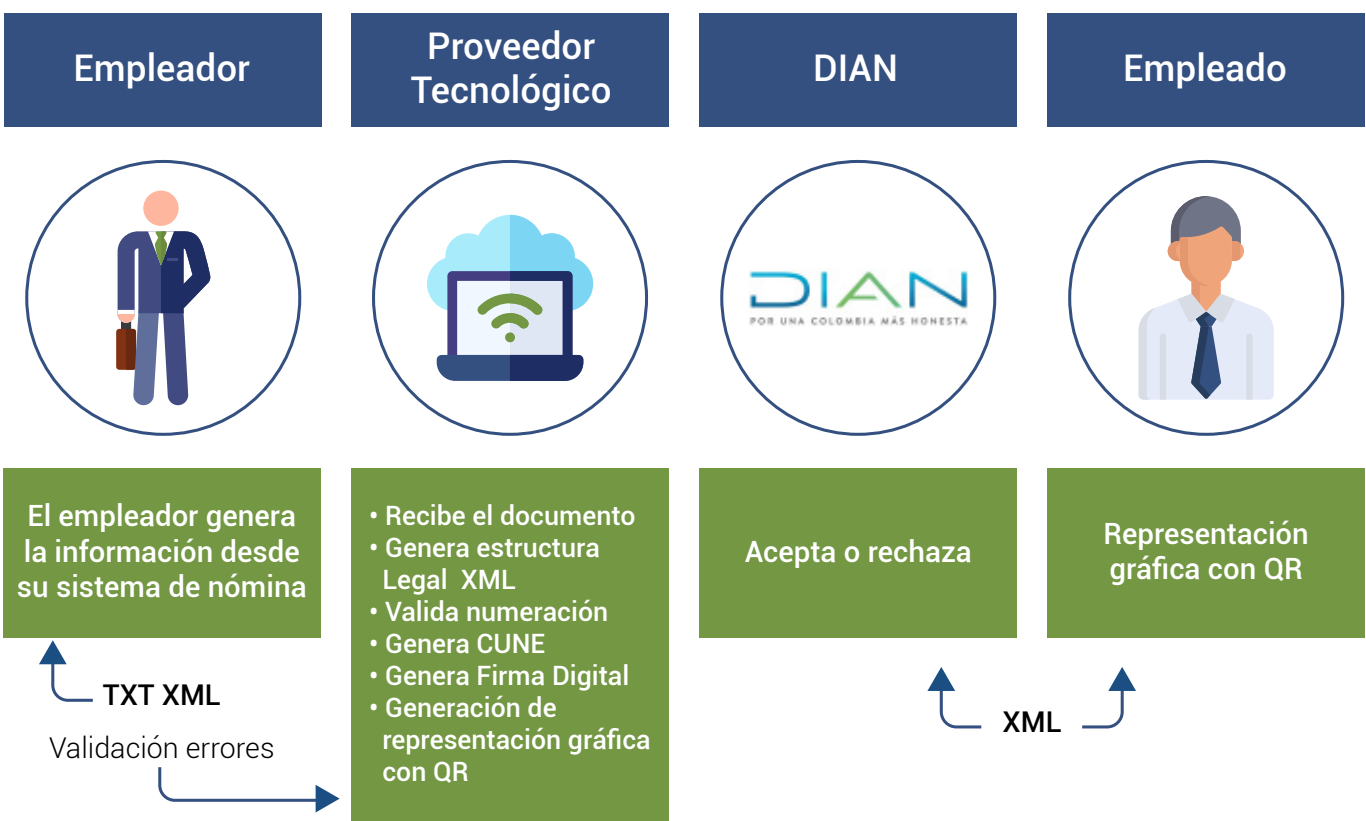 Empleador
Proveedor
Tecnológico
DIAN
Empleado
DIAN
POR UNA COLOMBIA MÁS HONESTA
El empleador genera
la información desde
su sistema de nómina
• Recibe el documento
• Genera estructura
Legal XML
• Valida numeración
• Genera CUNE
• Genera Firma Digital
• Generación de
representación gráfica
con QR
Acepta o rechaza
Representación
gráfica con QR
TXT XML
Validación errores
XML